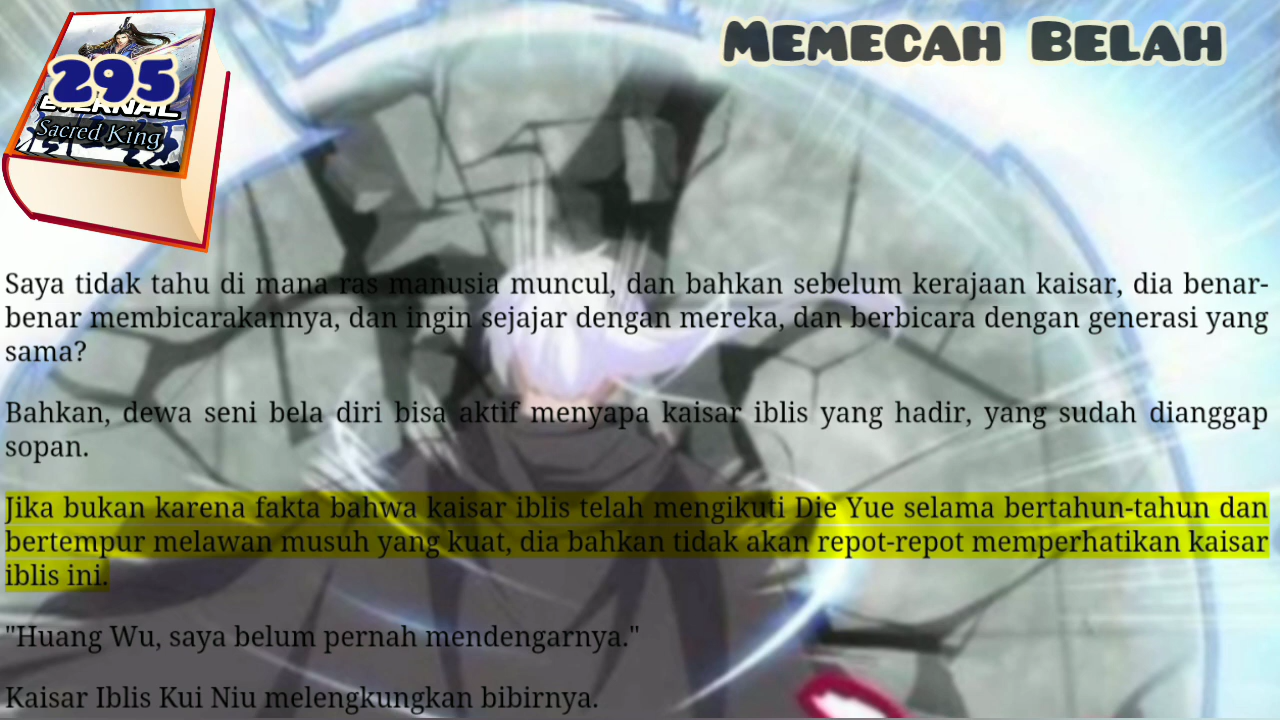 295
ETERNAL
Sacred King
MEMECAH BELAH
Saya tidak tahu di mana ras manusia muncul, dan bahkan sebelum kerajaan kaisar, dia benar-
benar membicarakannya, dan ingin sejajar dengan mereka, dan berbicara dengan generasi yang
sama?
Bahkan, dewa seni bela diri bisa aktif menyapa kaisar iblis yang hadir, yang sudah dianggap
sopan.
Jika bukan karena fakta bahwa kaisar iblis telah mengikuti Die Yue selama bertahun-tahun dan
bertempur melawan musuh yang kuat, dia bahkan tidak akan repot-repot memperhatikan kaisar
iblis ini.
"Huang Wu, saya belum pernah mendengarnya."
Kaisar Iblis Kui Niu melengkungkan bibirnya.